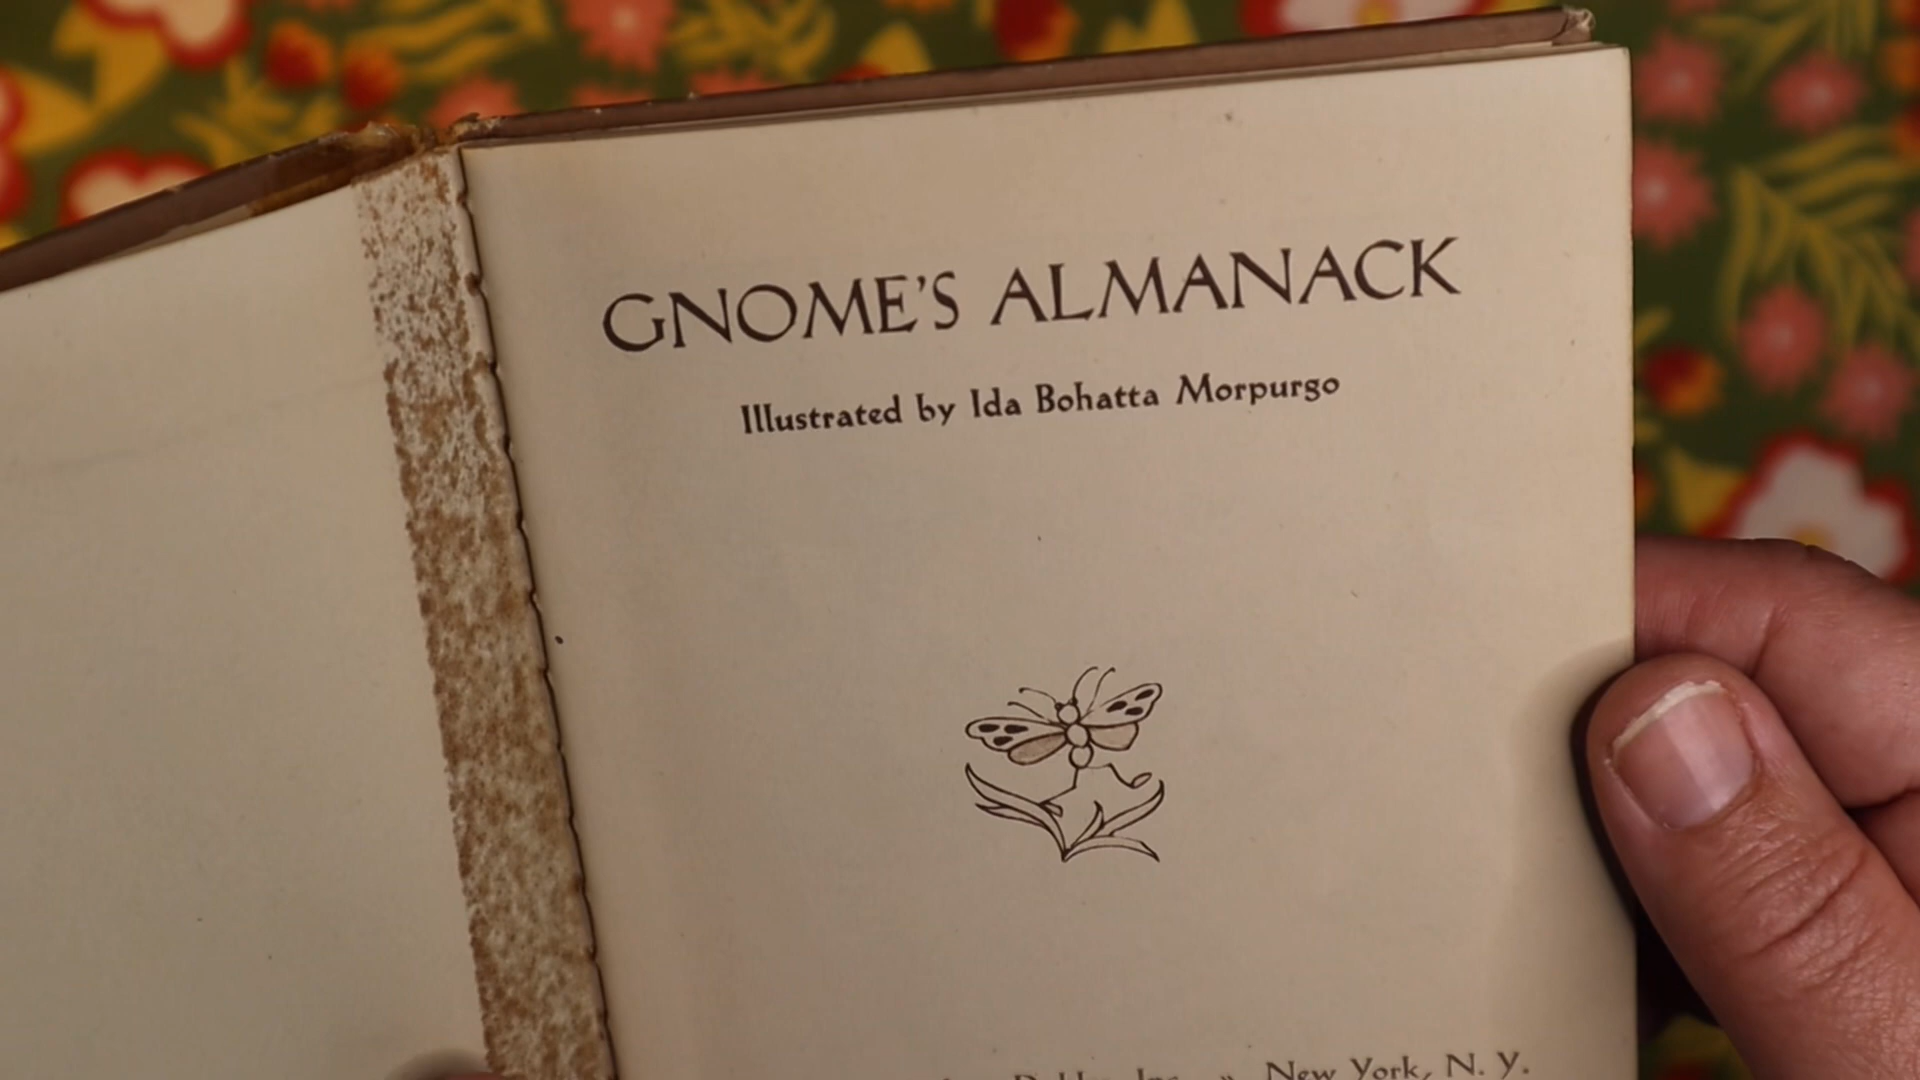 GNOME'S ALMANACK
Illustrated by Ida Bohatta Morpurgo
New York, N. Y.